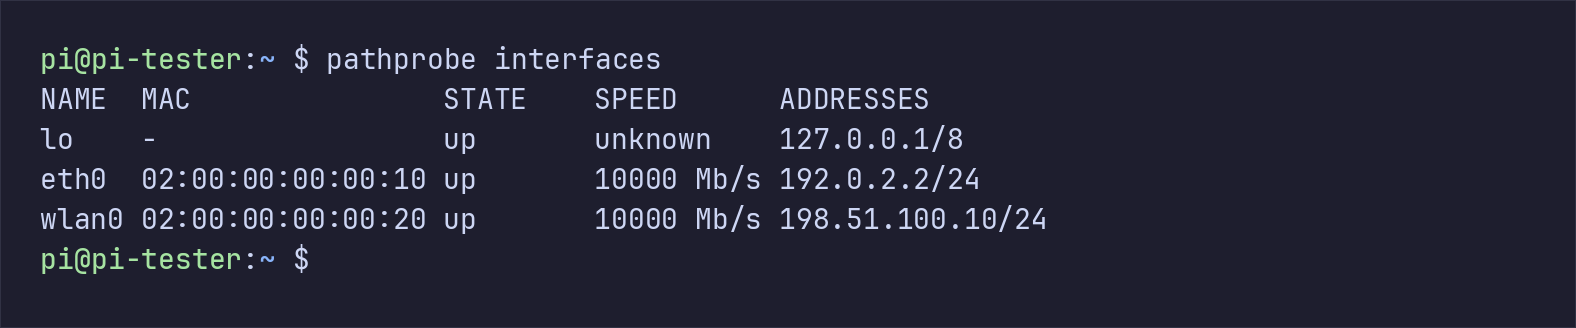 pi@pi-tester:~ $ pathprobe interfaces
NAME  MAC               STATE    SPEED      ADDRESSES
lo    -                 up       unknown    127.0.0.1/8
eth0  02:00:00:00:00:10 up       10000 Mb/s 192.0.2.2/24
wlan0 02:00:00:00:00:20 up       10000 Mb/s 198.51.100.10/24
pi@pi-tester:~ $